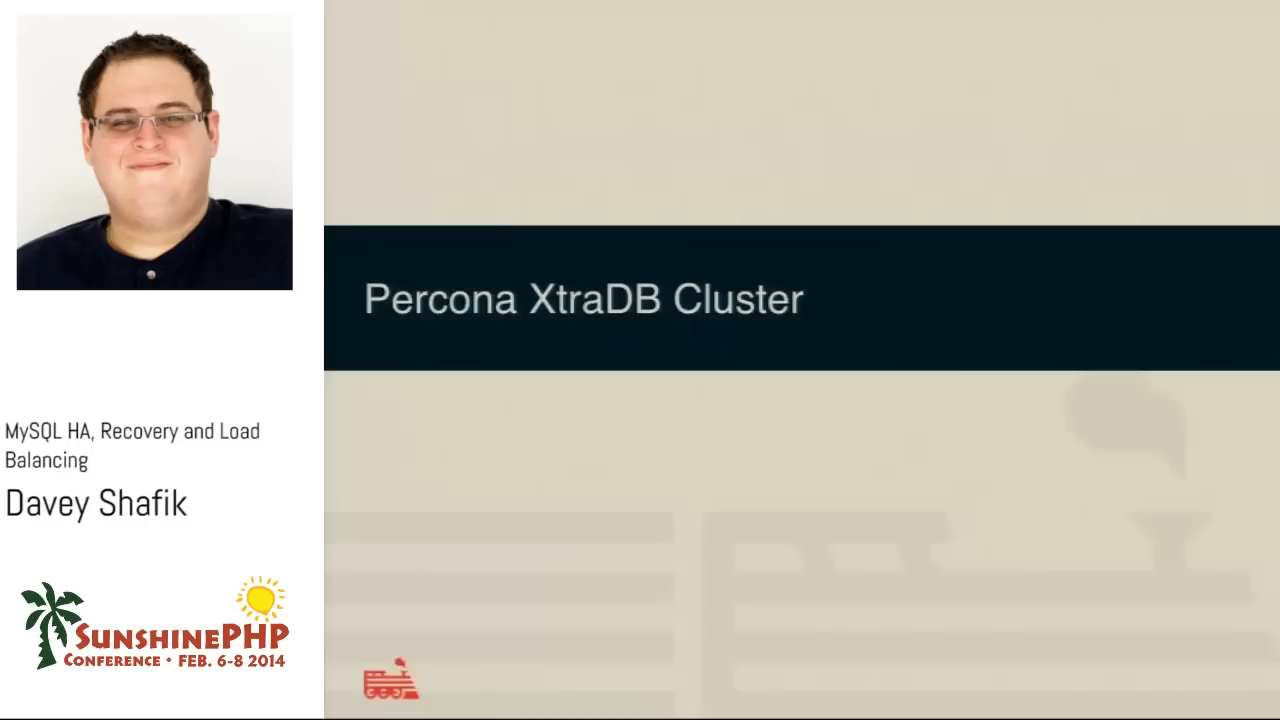 Percona XtraDB Cluster
MySQL HA, Recovery and Load
Balancing
Davey Shafik
SUNSHINEPHP
CONFERENCE • FEB. 6-8 2014